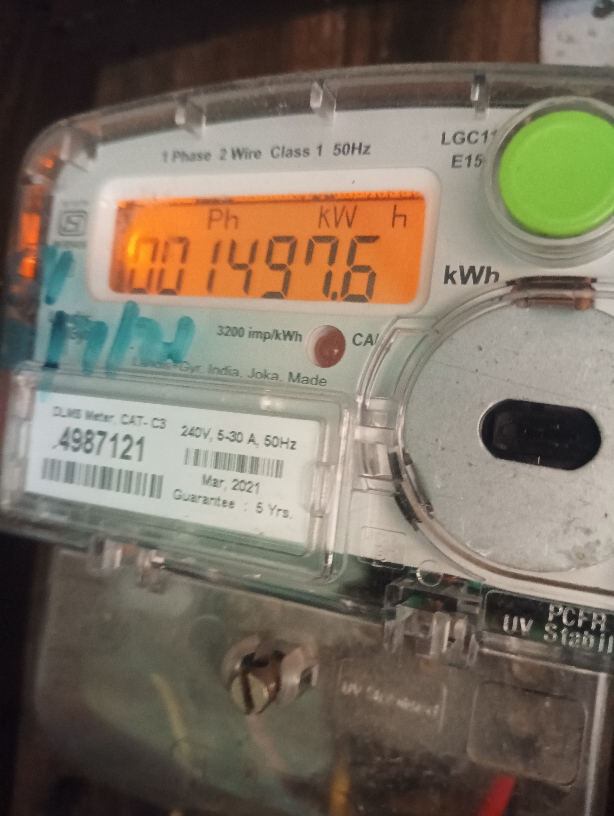 1 Phase 2 Wire Class 1 50Hz
LGC11
E15
Ph kW h
001497.6
kWh
3200 imp/kWh
CAL
Gyr, India, Joka, Made
DLMS Meter, CAT- C3
4987121
240V, 5-30 A, 50Hz
Mar, 2021
Guarantee : 5 Yrs.
PCFR
UV Stabil